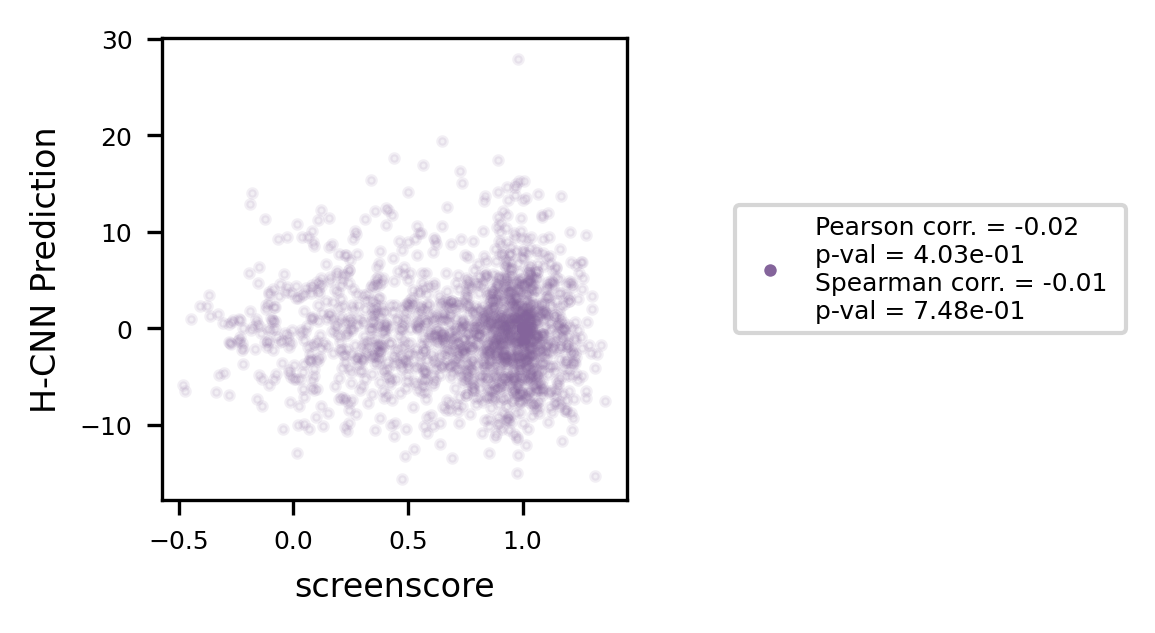 30
20
10
0
−10
H-CNN Prediction
−0.5
0.0
0.5
1.0
screenscore
Pearson corr. = -0.02
p-val = 4.03e-01
Spearman corr. = -0.01
p-val = 7.48e-01